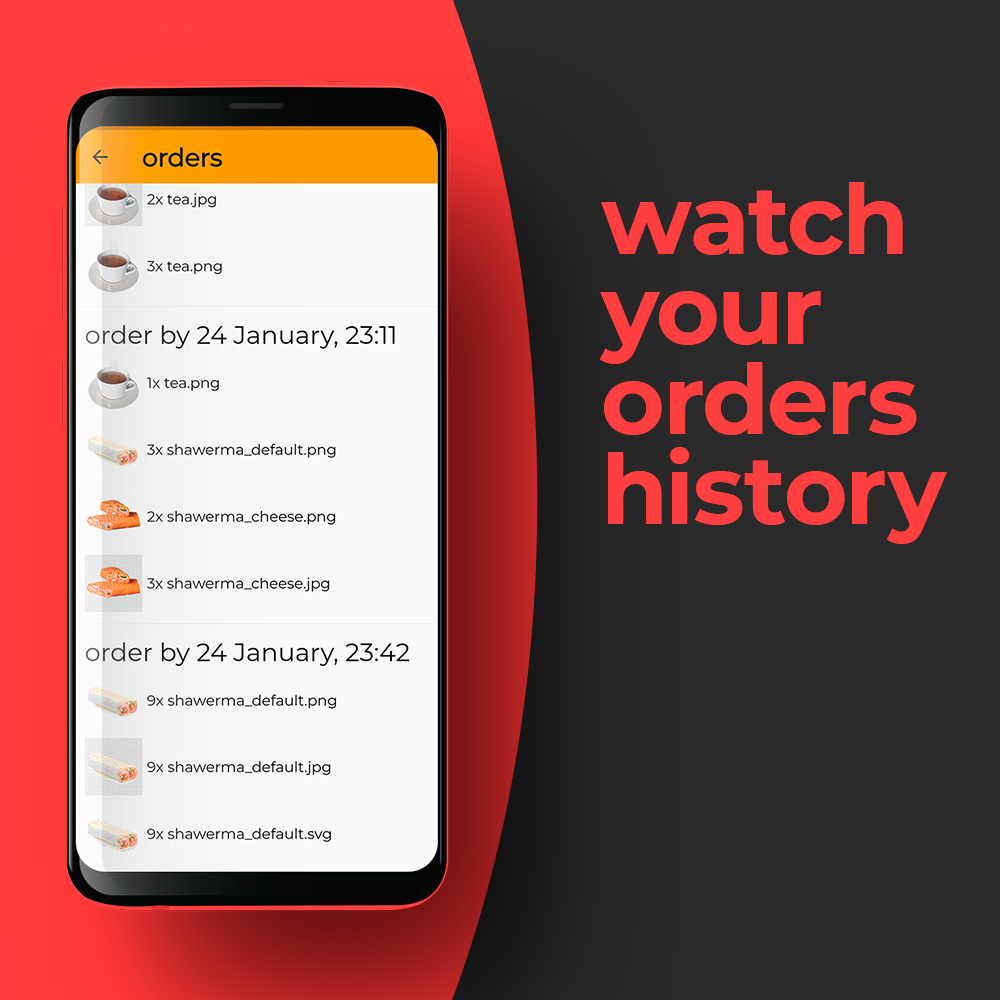 orders
2x tea.jpg
3x tea.png
order by 24 January, 23:11
1x tea.png
3x shawerma_default.png
2x shawerma_cheese.png
3x shawerma_cheese.jpg
order by 24 January, 23:42
9x shawerma_default.png
9x shawerma_default.jpg
9x shawerma_default.svg
watch
your
orders
history